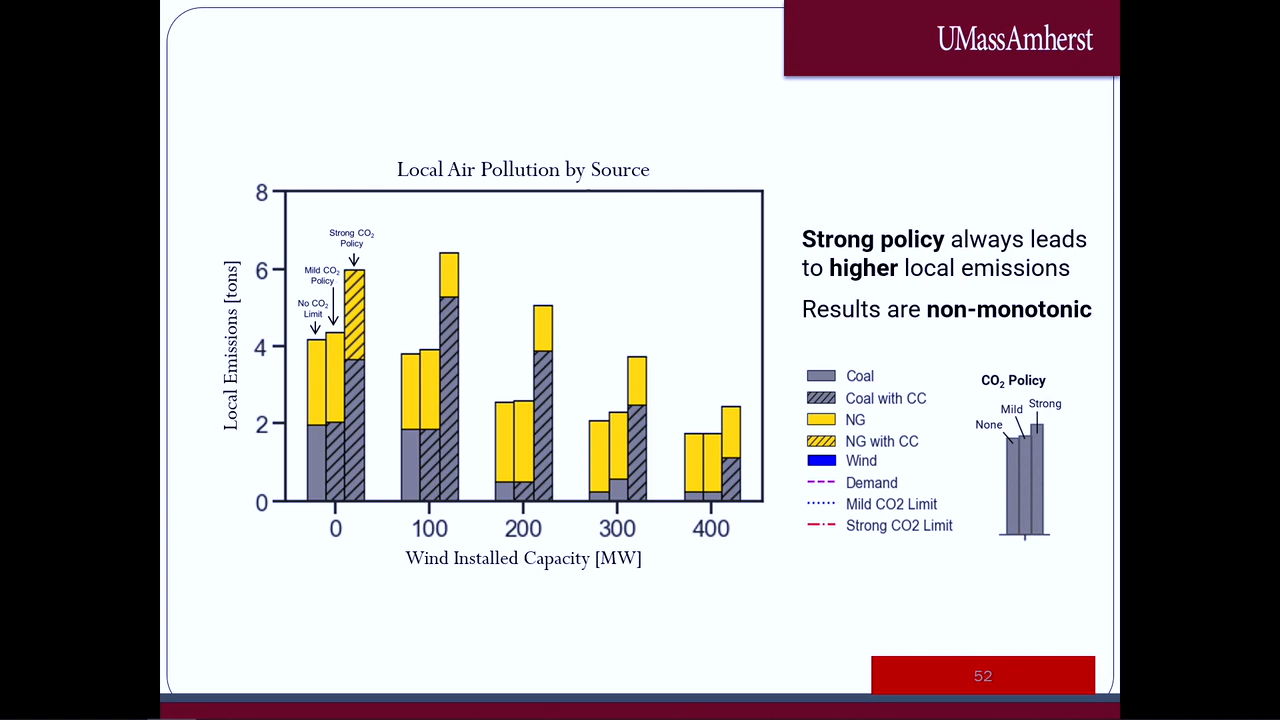 UMassAmherst
Local Air Pollution by Source
8
6
4
2
0
Local Emissions [tons]
Strong CO2
Policy
Mild CO2
Policy
No CO2
Limit
0 100 200 300 400
Wind Installed Capacity [MW]
Strong policy always leads
to higher local emissions
Results are non-monotonic
Coal
Coal with CC
NG
NG with CC
Wind
Demand
Mild CO2 Limit
Strong CO2 Limit
CO2 Policy
Strong
Mild
None
52